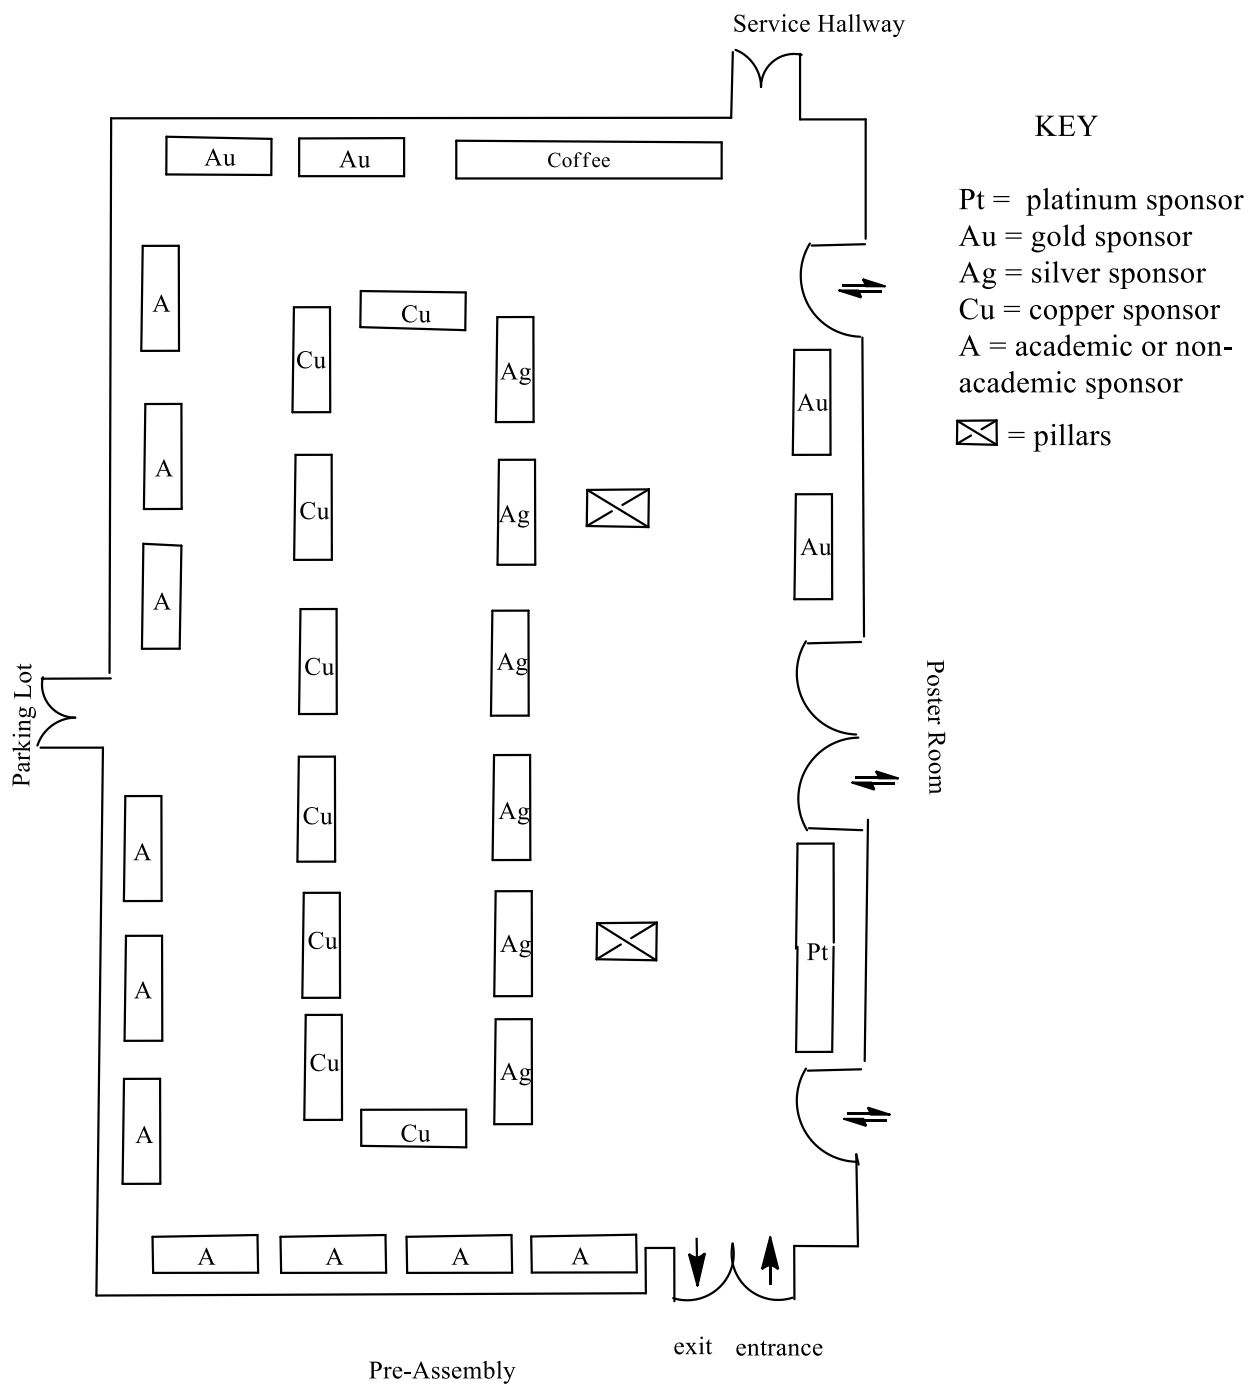 Service Hallway
KEY
Pt =  platinum sponsor
Au = gold sponsor
Ag = silver sponsor
Cu = copper sponsor
A = academic or non-
academic sponsor
= pillars
Au
Au
Coffee
A
Cu
Cu
Ag
Au
A
Cu
Ag
Au
A
Cu
Ag
Parking Lot
Poster Room
A
Cu
Ag
A
Cu
Ag
Pt
A
Cu
Ag
Cu
A
A
A
A
exit
entrance
Pre-Assembly